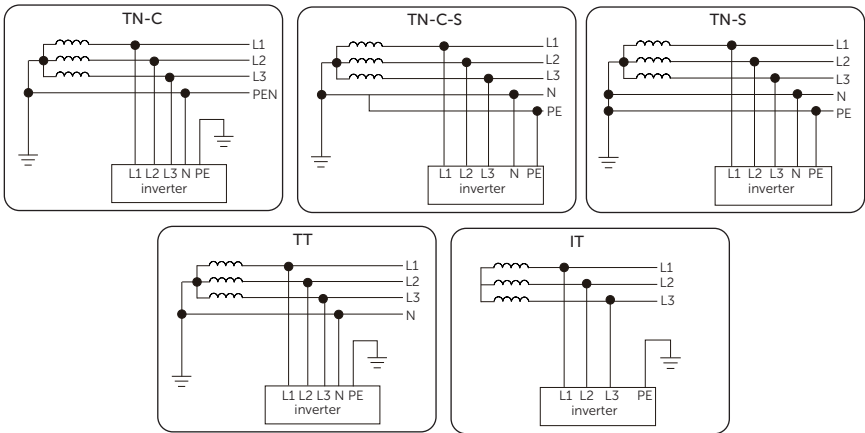 TN-C
L1
L2
L3
PEN
L1 L2 L3 N PE
inverter
TN-C-S
L1
L2
L3
N
PE
L1 L2 L3 N PE
inverter
TN-S
L1
L2
L3
N
PE
L1 L2 L3 N PE
inverter
TT
L1
L2
L3
N
L1 L2 L3 N PE
inverter
IT
L1
L2
L3
L1 L2 L3 PE
inverter